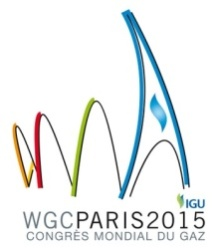 IGU
WGCPARIS2015
CONGRÈS MONDIAL DU GAZ